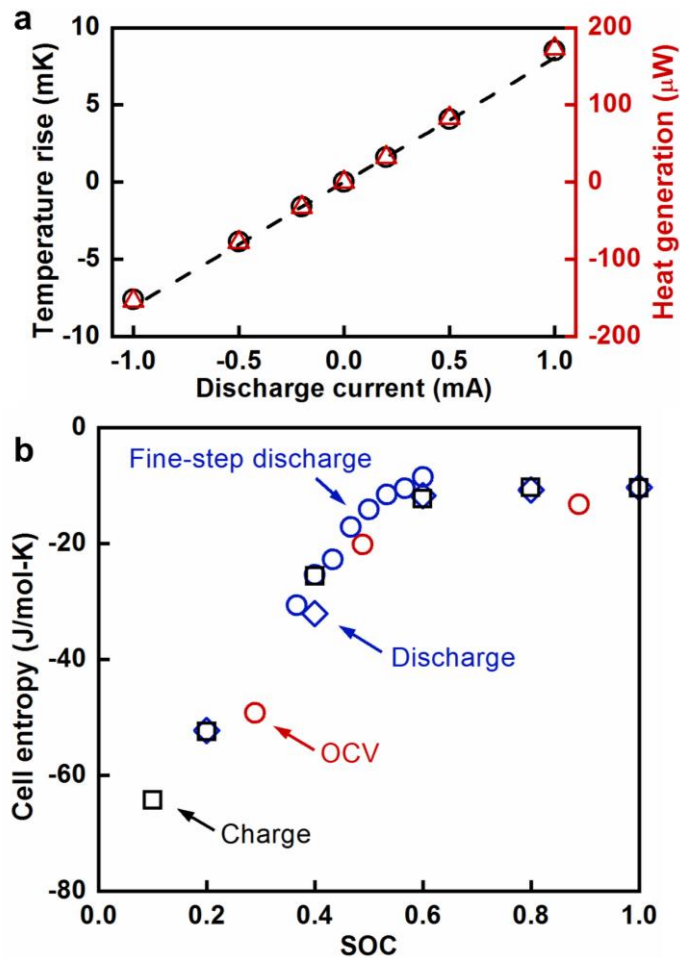 a
10
5
0
-5
-10
Temperature rise (mK)
200
100
0
-100
-200
Heat generation (μW)
-1.0 -0.5 0.0 0.5 1.0
Discharge current (mA)
b
0
-20
-40
-60
-80
Cell entropy (J/mol-K)
Fine-step discharge
Discharge
OCV
Charge
0.0 0.2 0.4 0.6 0.8 1.0
SOC